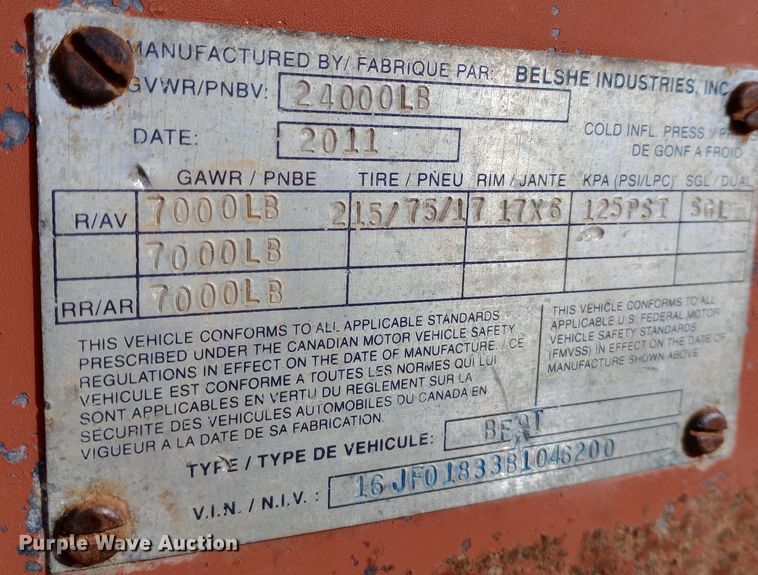 MANUFACTURED BY/ FABRIQUE PAR: BELSHE INDUSTRIES, INC
GVWR/PNBV: 24000LB
DATE: 2011
COLD INFL. PRESS. /
DE GONF A FROID
GAWR / PNBE TIRE / PNEU RIM / JANTE KPA (PSI/LPC) SGL / DUAL
R/AV 7000LB 215/75/17 17X6 125PSI SGL
7000LB
RR/AR 7000LB
THIS VEHICLE CONFORMS TO ALL APPLICABLE STANDARDS
PRESCRIBED UNDER THE CANADIAN MOTOR VEHICLE SAFETY
REGULATIONS IN EFFECT ON THE DATE OF MANUFACTURE. / CE
VEHICULE EST CONFORME A TOUTES LES NORMES QUI LUI
SONT APPLICABLES EN VERTU DU REGLEMENT SUR LA
SÉCURITÉ DES VEHICULES AUTOMOBILES DU CANADA EN
VIGUEUR A LA DATE DE SA FABRICATION.
THIS VEHICLE CONFORMS TO ALL
APPLICABLE U.S. FEDERAL MOTOR
VEHICLE SAFETY STANDARDS
(FMVSS) IN EFFECT ON THE DATE OF
MANUFACTURE SHOWN ABOVE
TYPE / TYPE DE VEHICULE:
V.I.N. / N.I.V. : 16JF01833B1046200
Purple Wave Auction